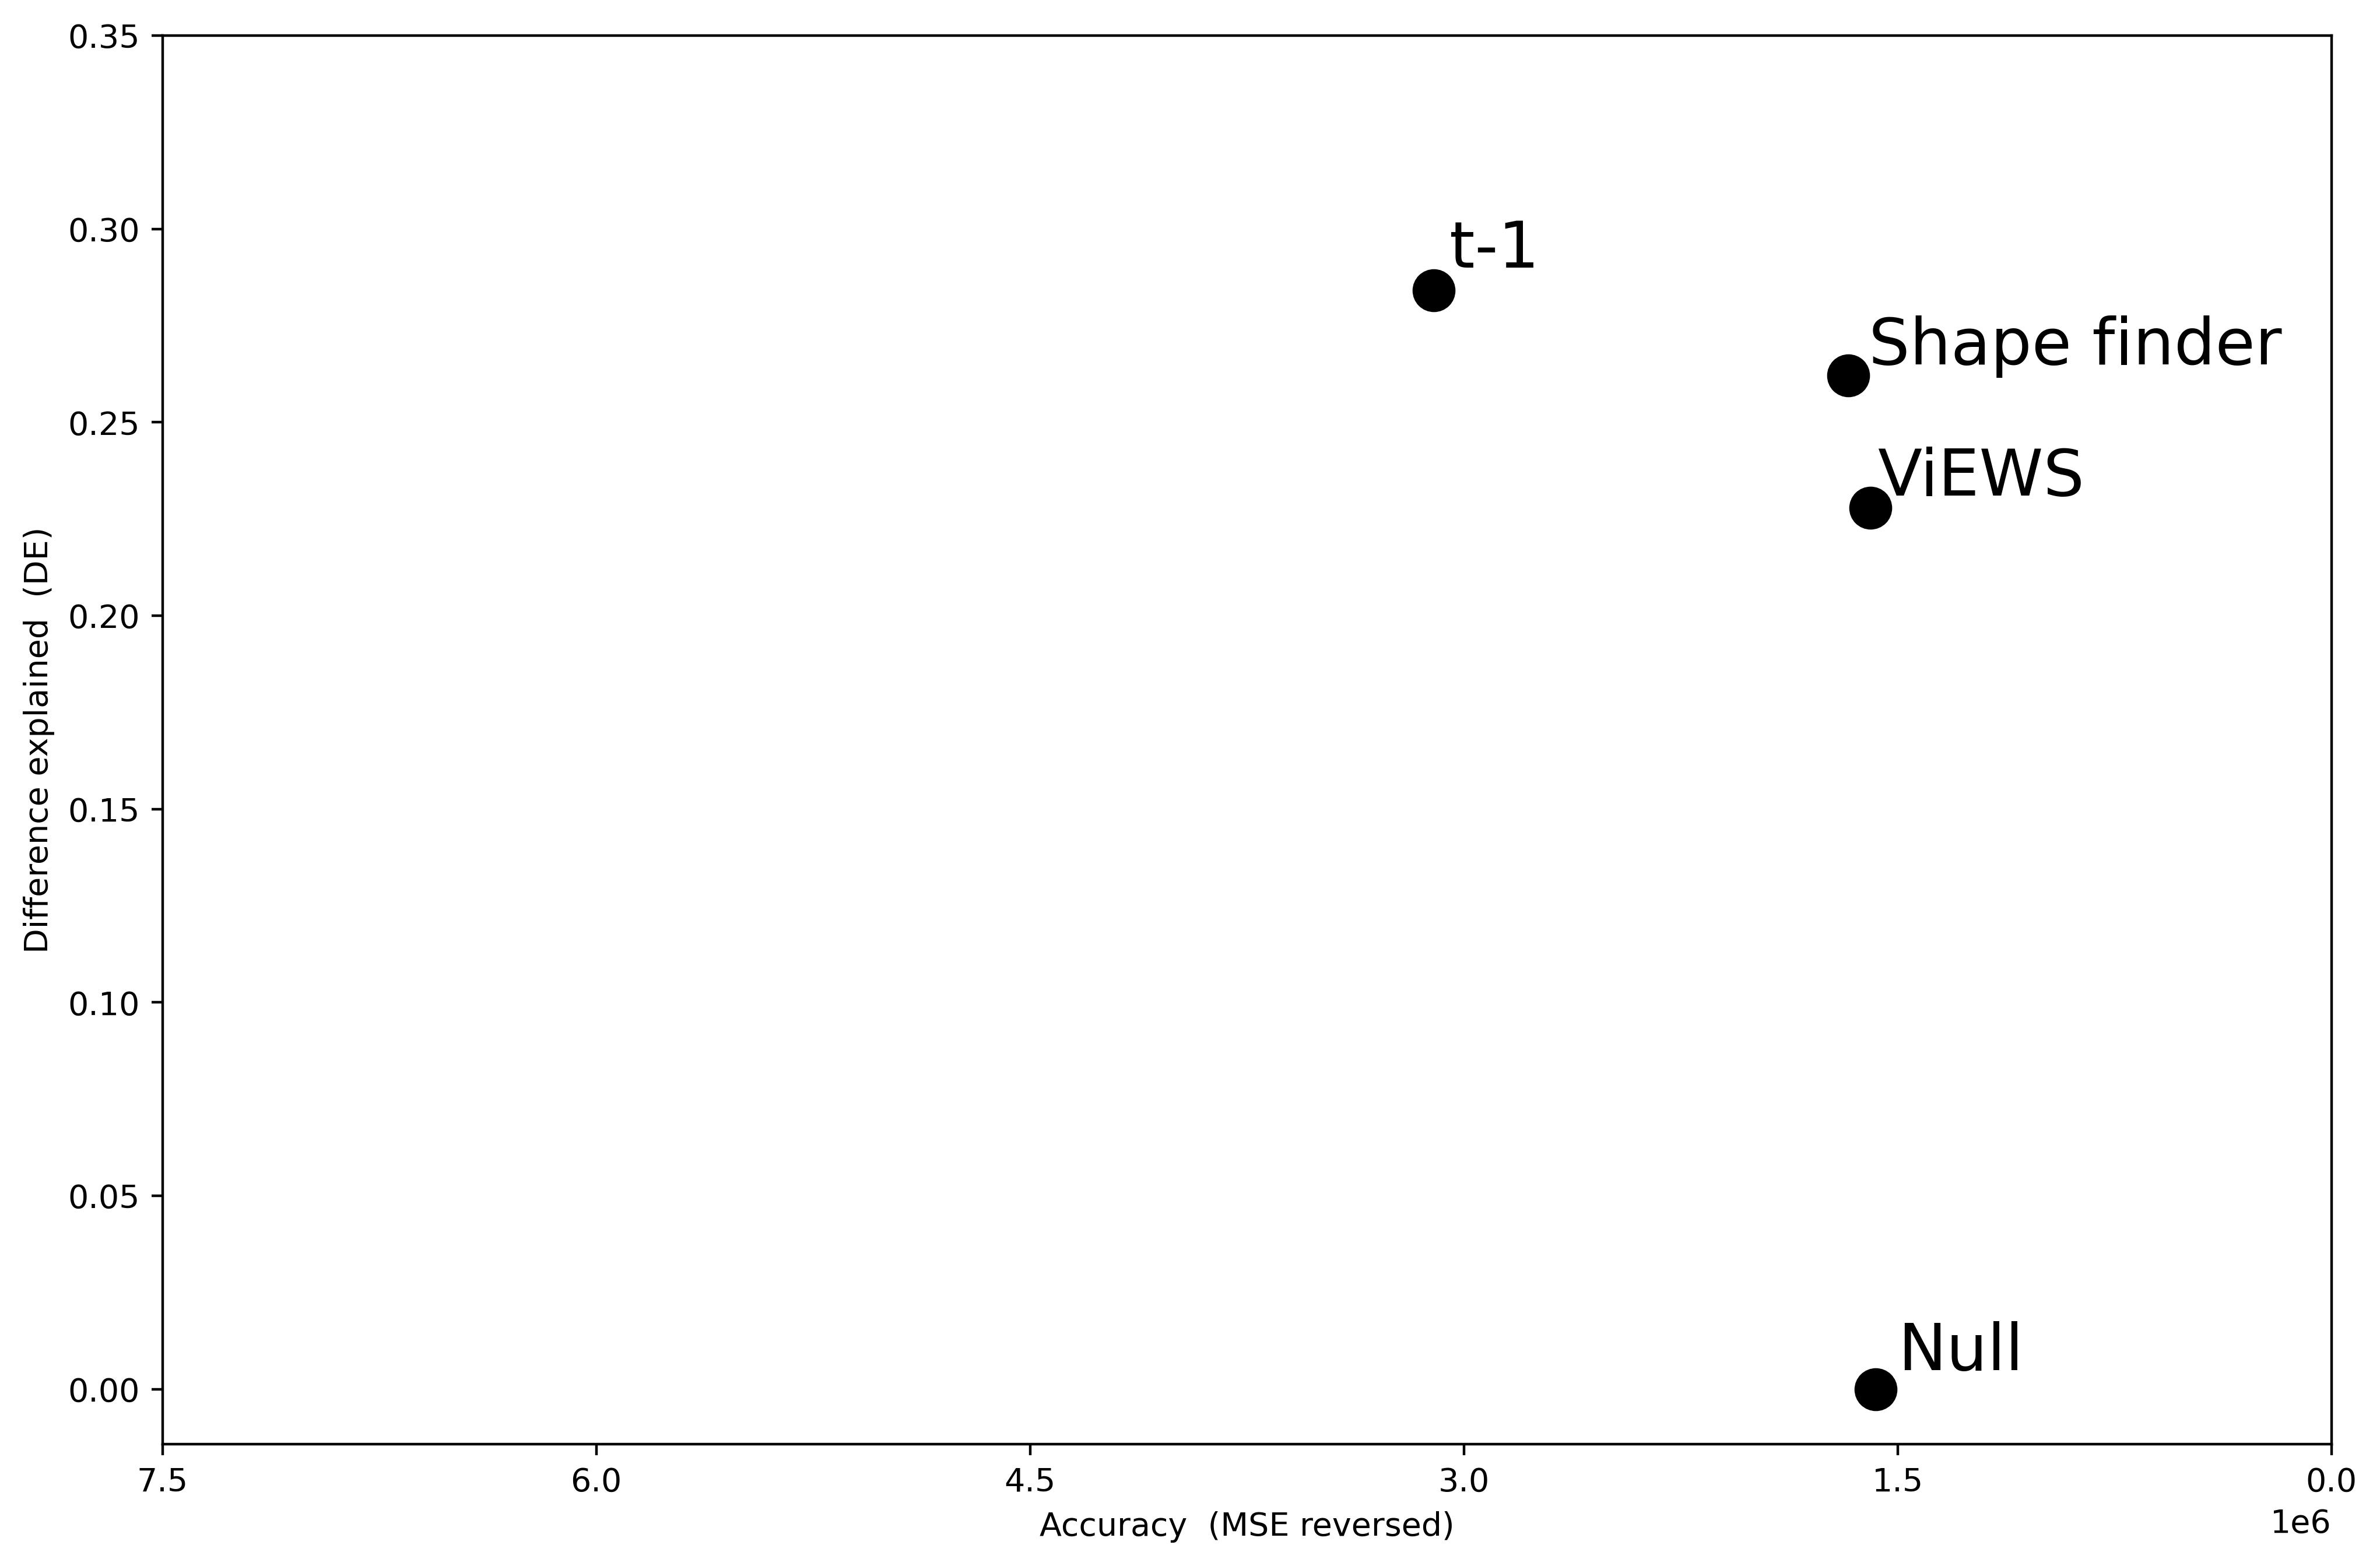 0.35
0.30
0.25
0.20
0.15
0.10
0.05
0.00
Difference explained  (DE)
t-1
Shape finder
ViEWS
Null
7.5 6.0 4.5 3.0 1.5 0.0
Accuracy  (MSE reversed)
1e6